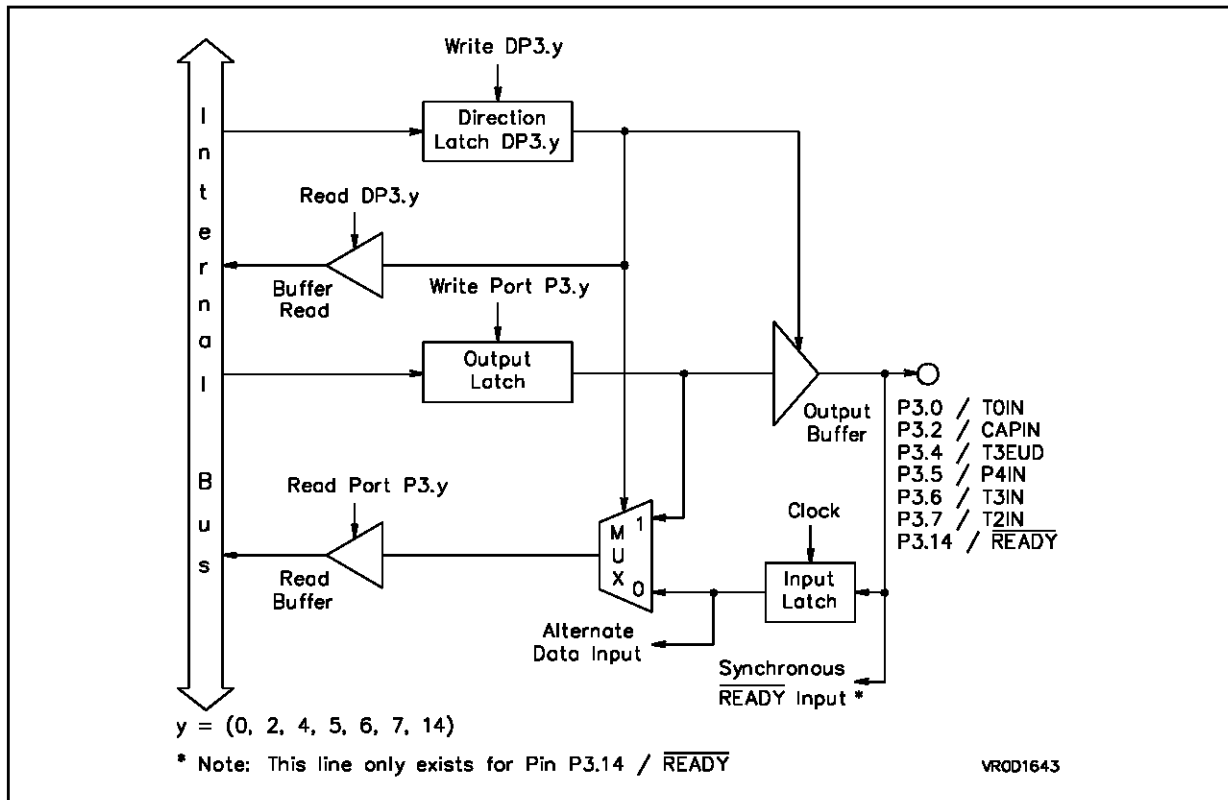 Write DP3.y
Direction
Latch DP3.y
Read DP3.y
Buffer
Read
Write Port P3.y
Output
Latch
Output
Buffer
P3.0 / T0IN
P3.2 / CAPIN
P3.4 / T3EUD
P3.5 / P4IN
P3.6 / T3IN
P3.7 / T2IN
P3.14 / READY
Internal Bus
Read Port P3.y
Read
Buffer
MUX
1
0
Clock
Input
Latch
Alternate
Data Input
Synchronous
READY Input *
y = (0, 2, 4, 5, 6, 7, 14)
* Note: This line only exists for Pin P3.14 / READY
VR0D1643